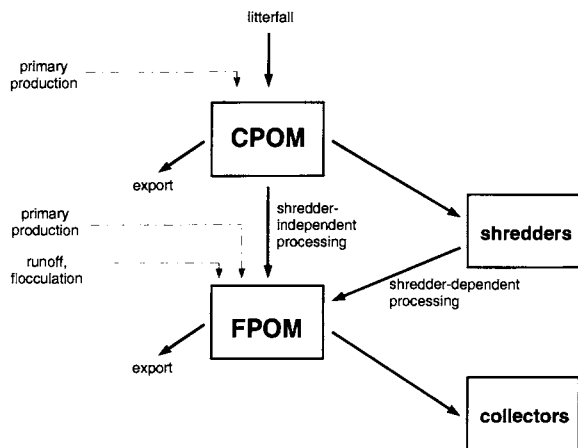 litterfall
primary
production
CPOM
export
shredder-
independent
processing
primary
production
shredders
runoff,
flocculation
shredder-dependent
processing
FPOM
export
collectors